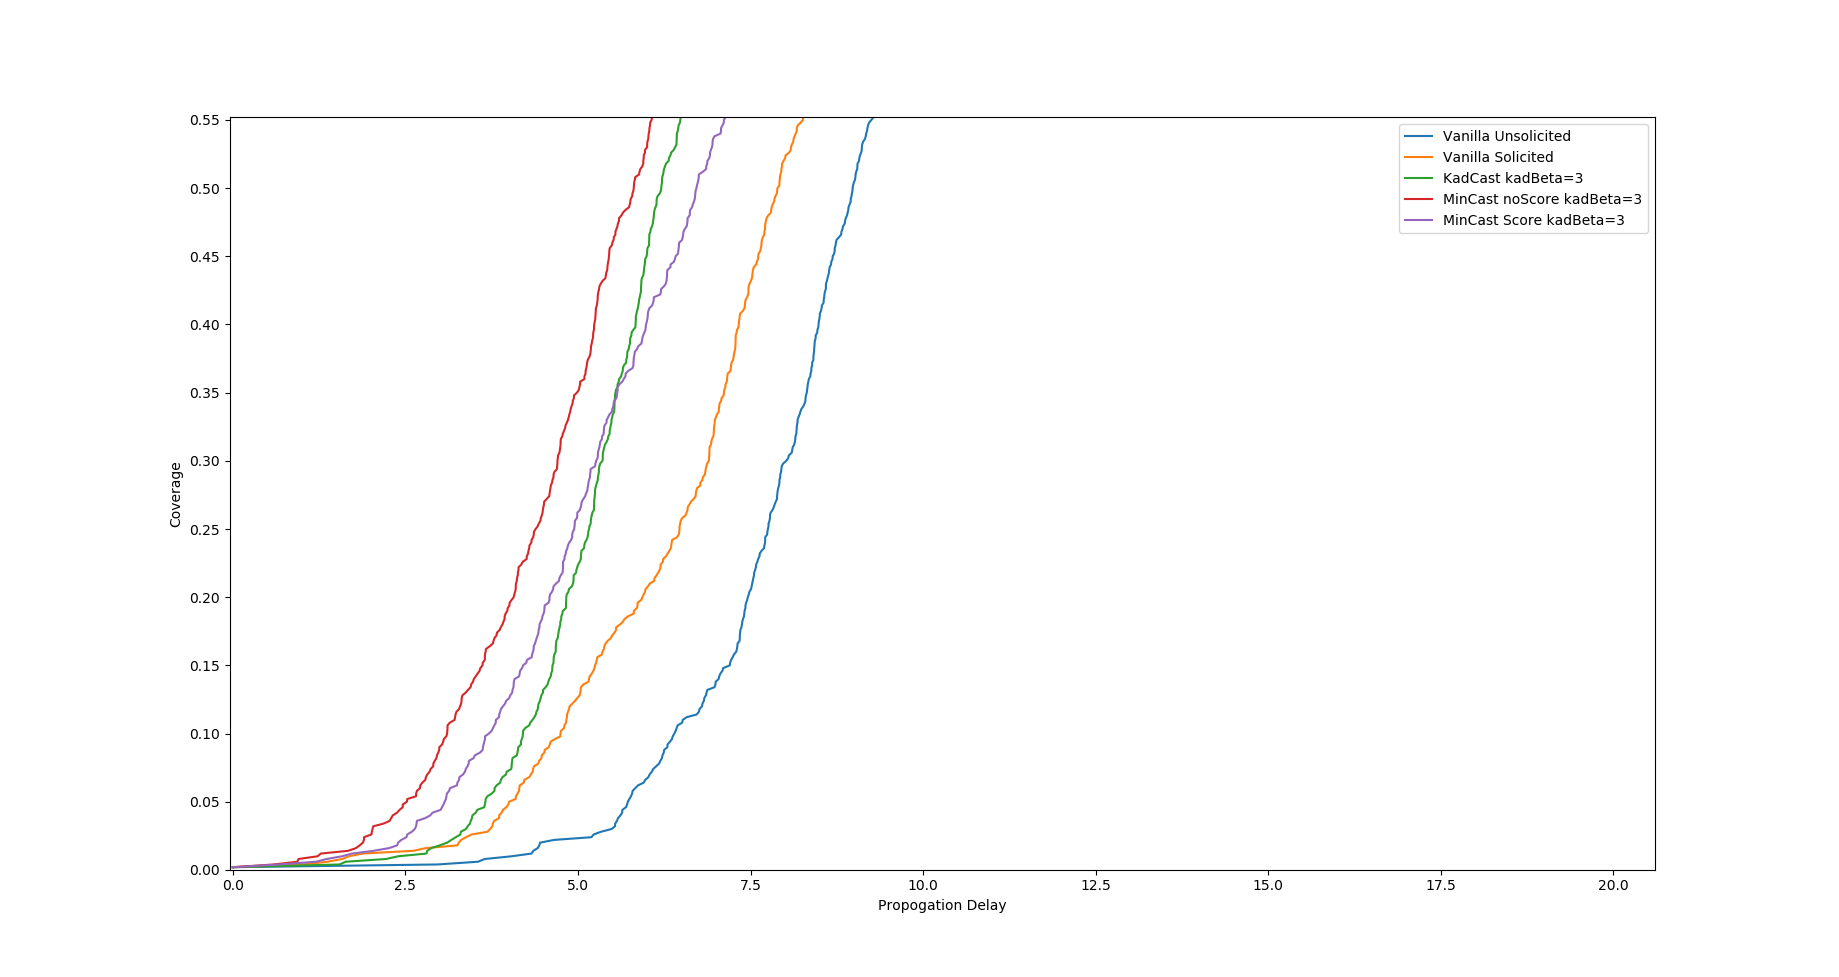 Vanilla Unsolicited
Vanilla Solicited
KadCast kadBeta=3
MinCast noScore kadBeta=3
MinCast Score kadBeta=3
0.55
0.50
0.45
0.40
0.35
0.30
0.25
0.20
0.15
0.10
0.05
0.00
Coverage
0.0 2.5 5.0 7.5 10.0 12.5 15.0 17.5 20.0
Propogation Delay